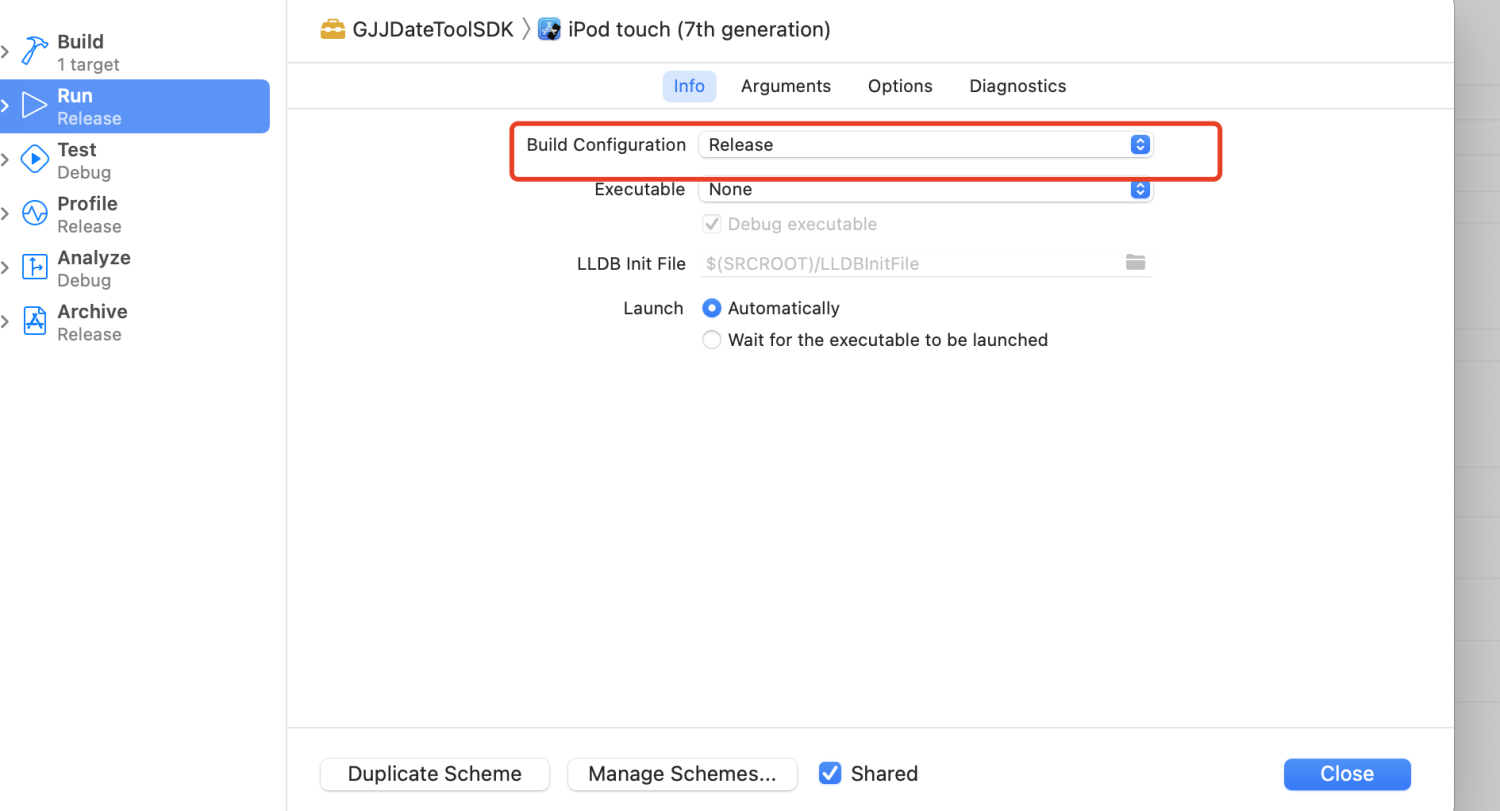 Build
1 target
Run
Release
Test
Debug
Profile
Release
Analyze
Debug
Archive
Release
GJJDateToolSDK 〉 iPod touch (7th generation)
Info Arguments Options Diagnostics
Build Configuration Release
Executable None
Debug executable
LLDB Init File $(SRCROOT)/LLDBInitFile
Launch Automatically
Wait for the executable to be launched
Duplicate Scheme Manage Schemes... Shared Close